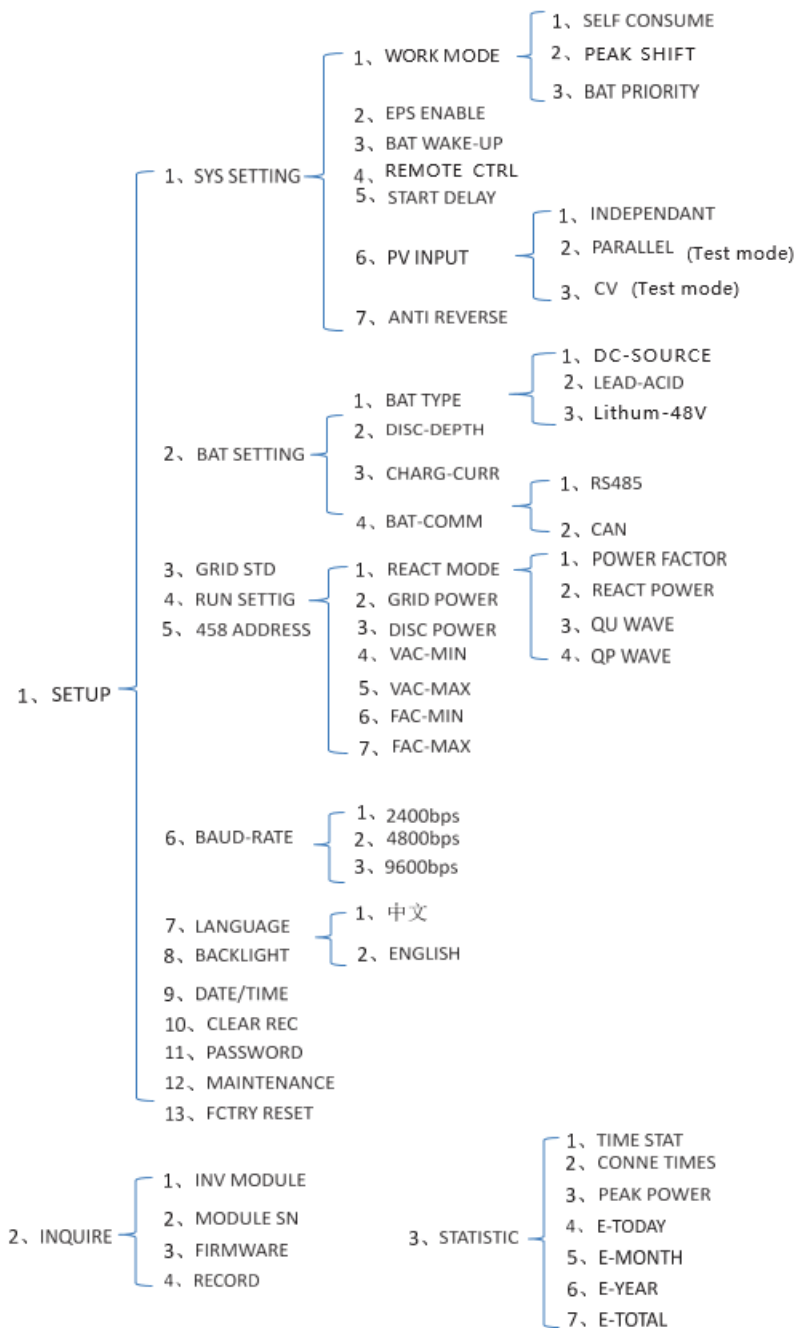 1、SETUP
1、SYS SETTING
1、WORK MODE
1、SELF CONSUME
2、PEAK SHIFT
3、BAT PRIORITY
2、EPS ENABLE
3、BAT WAKE-UP
4、REMOTE CTRL
5、START DELAY
6、PV INPUT
1、INDEPENDANT
2、PARALLEL (Test mode)
3、CV (Test mode)
7、ANTI REVERSE
2、BAT SETTING
1、BAT TYPE
1、DC-SOURCE
2、LEAD-ACID
3、Lithum-48V
2、DISC-DEPTH
3、CHARG-CURR
4、BAT-COMM
1、RS485
2、CAN
3、GRID STD
4、RUN SETTIG
1、REACT MODE
1、POWER FACTOR
2、REACT POWER
3、QU WAVE
4、QP WAVE
2、GRID POWER
3、DISC POWER
4、VAC-MIN
5、VAC-MAX
6、FAC-MIN
7、FAC-MAX
5、458 ADDRESS
6、BAUD-RATE
1、2400bps
2、4800bps
3、9600bps
7、LANGUAGE
1、中文
2、ENGLISH
8、BACKLIGHT
9、DATE/TIME
10、CLEAR REC
11、PASSWORD
12、MAINTENANCE
13、FCTRY RESET
2、INQUIRE
1、INV MODULE
2、MODULE SN
3、FIRMWARE
4、RECORD
3、STATISTIC
1、TIME STAT
2、CONNE TIMES
3、PEAK POWER
4、E-TODAY
5、E-MONTH
6、E-YEAR
7、E-TOTAL